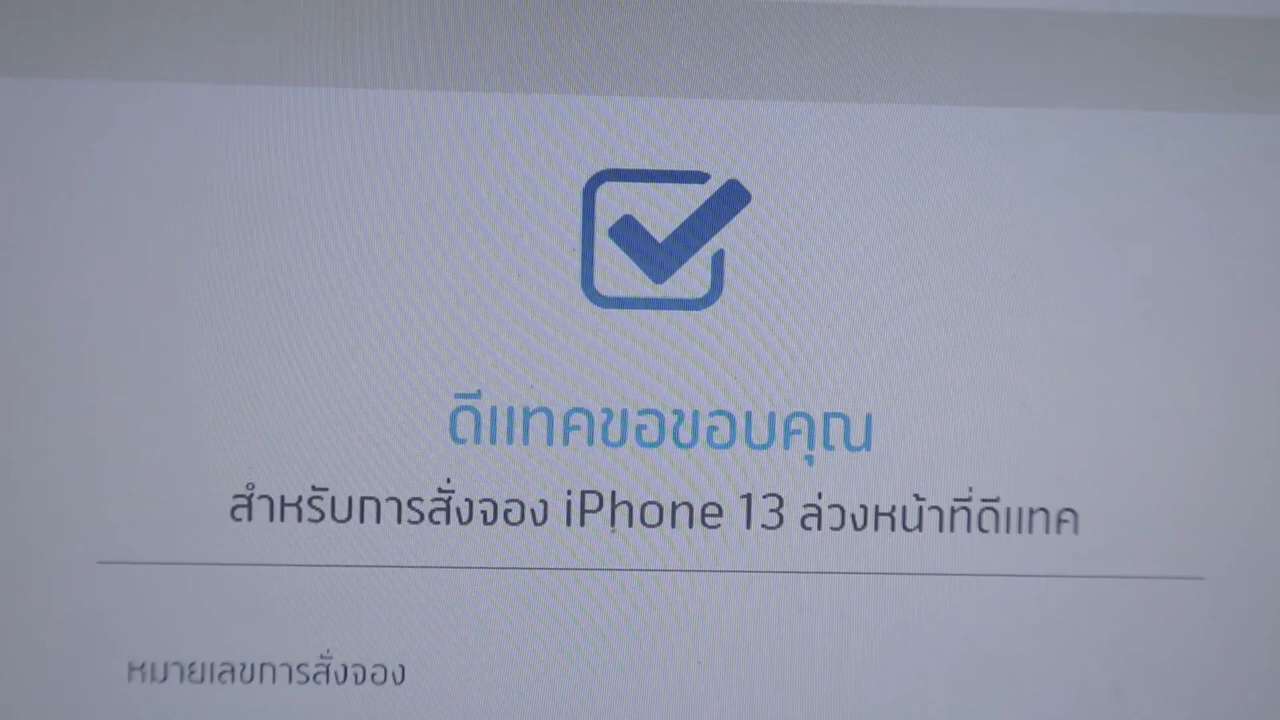 ดีแทคขอขอบคุณ
สำหรับการสั่งจอง iPhone 13 ล่วงหน้าที่ดีแทค
หมายเลขการสั่งจอง